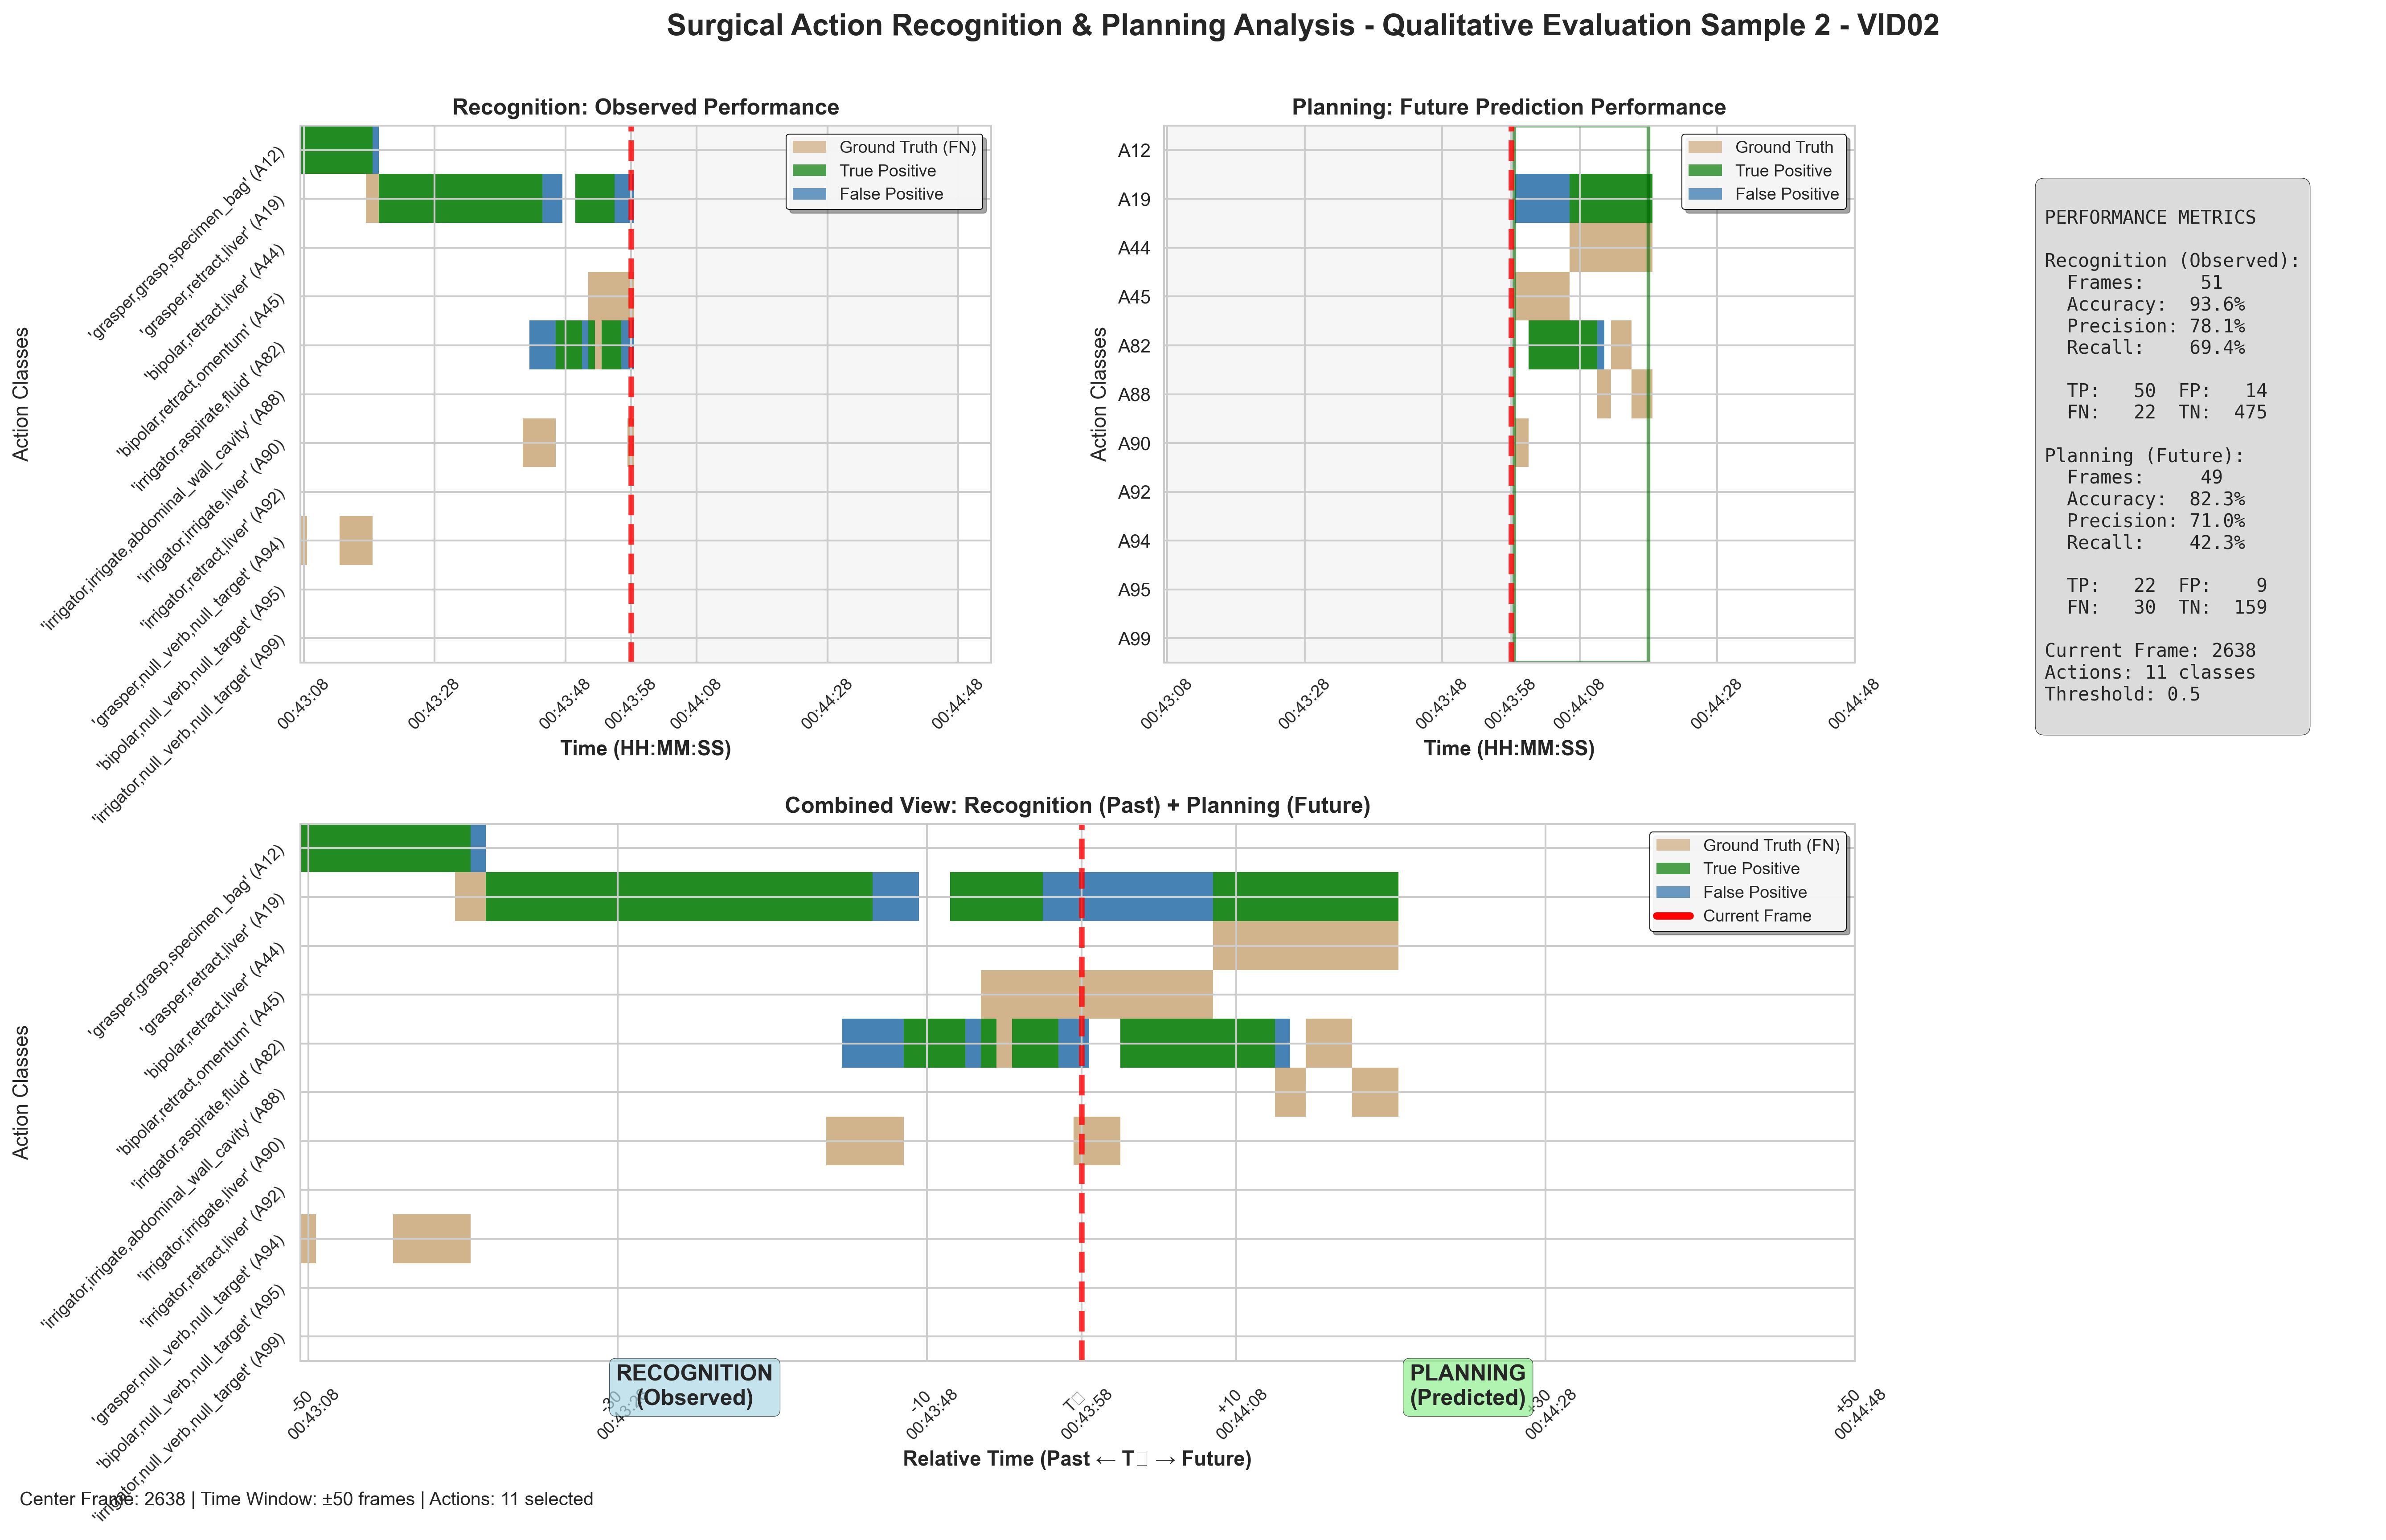 Surgical Action Recognition & Planning Analysis - Qualitative Evaluation Sample 2 - VID02
Recognition: Observed Performance
Action Classes
'grasper,grasp,specimen_bag' (A12)
'grasper,retract,liver' (A19)
'bipolar,retract,liver' (A44)
'bipolar,retract,omentum' (A45)
'irrigator,aspirate,fluid' (A82)
'irrigator,irrigate,abdominal_wall_cavity' (A88)
'irrigator,irrigate,liver' (A90)
'irrigator,retract,liver' (A92)
'grasper,null_verb,null_target' (A94)
'bipolar,null_verb,null_target' (A95)
'irrigator,null_verb,null_target' (A99)
Ground Truth (FN)
True Positive
False Positive
00:43:08
00:43:28
00:43:48
00:43:58
00:44:08
00:44:28
00:44:48
Time (HH:MM:SS)
Planning: Future Prediction Performance
Action Classes
A12
A19
A44
A45
A82
A88
A90
A92
A94
A95
A99
Ground Truth
True Positive
False Positive
00:43:08
00:43:28
00:43:48
00:43:58
00:44:08
00:44:28
00:44:48
Time (HH:MM:SS)
PERFORMANCE METRICS
Recognition (Observed):
Frames: 51
Accuracy: 93.6%
Precision: 78.1%
Recall: 69.4%
TP: 50 FP: 14
FN: 22 TN: 475
Planning (Future):
Frames: 49
Accuracy: 82.3%
Precision: 71.0%
Recall: 42.3%
TP: 22 FP: 9
FN: 30 TN: 159
Current Frame: 2638
Actions: 11 classes
Threshold: 0.5
Combined View: Recognition (Past) + Planning (Future)
Action Classes
'grasper,grasp,specimen_bag' (A12)
'grasper,retract,liver' (A19)
'bipolar,retract,liver' (A44)
'bipolar,retract,omentum' (A45)
'irrigator,aspirate,fluid' (A82)
'irrigator,irrigate,abdominal_wall_cavity' (A88)
'irrigator,irrigate,liver' (A90)
'irrigator,retract,liver' (A92)
'grasper,null_verb,null_target' (A94)
'bipolar,null_verb,null_target' (A95)
'irrigator,null_verb,null_target' (A99)
Ground Truth (FN)
True Positive
False Positive
Current Frame
RECOGNITION
(Observed)
PLANNING
(Predicted)
-50
00:43:08
-30
00:43:28
-10
00:43:48
T□
00:43:58
+10
00:44:08
+30
00:44:28
+50
00:44:48
Relative Time (Past ← T□ → Future)
Center Frame: 2638 | Time Window: ±50 frames | Actions: 11 selected